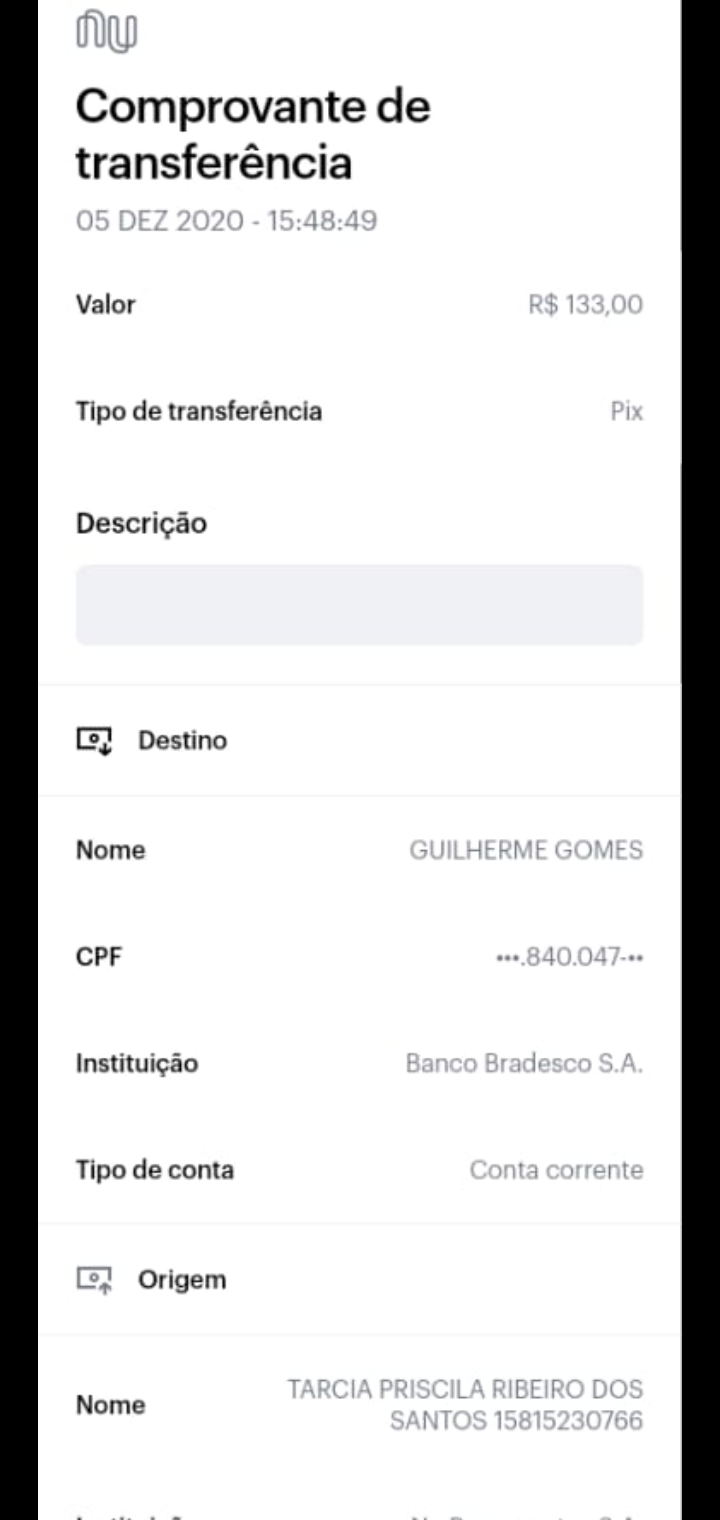 nu
Comprovante de
transferência
05 DEZ 2020 - 15:48:49
Valor R$ 133,00
Tipo de transferência Pix
Descrição
Destino
Nome GUILHERME GOMES
CPF •••.840.047-••
Instituição Banco Bradesco S.A.
Tipo de conta Conta corrente
Origem
Nome TARCIA PRISCILA RIBEIRO DOS
SANTOS 15815230766